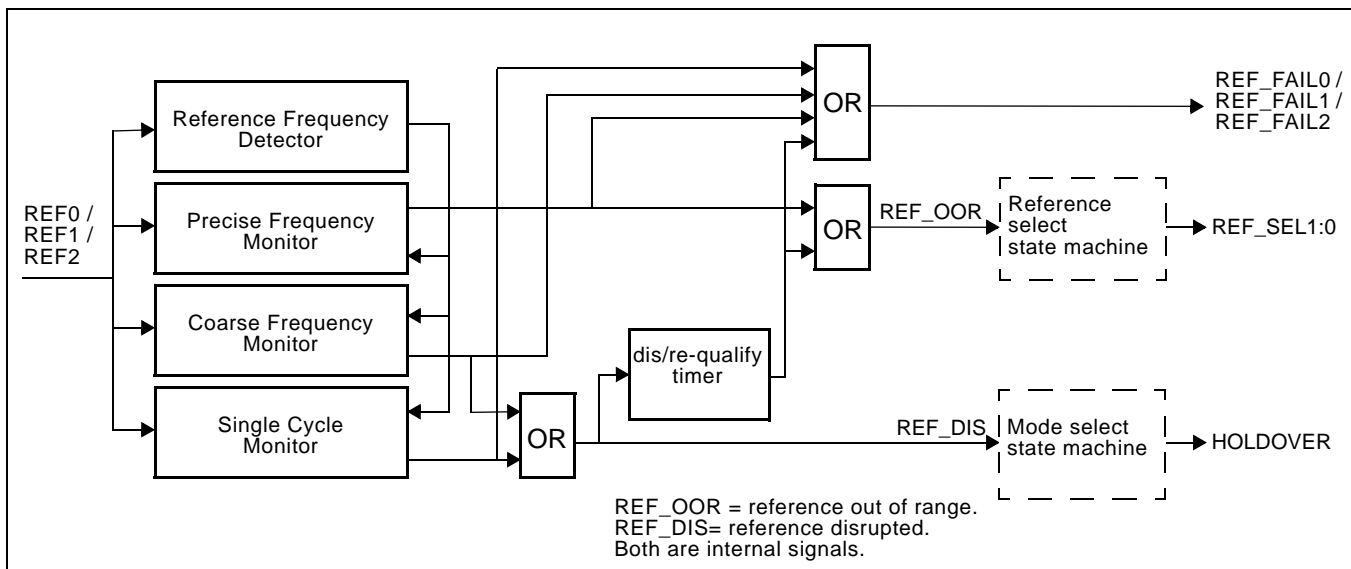 REF0 /
REF1 /
REF2
Reference Frequency
Detector
Precise Frequency
Monitor
Coarse Frequency
Monitor
Single Cycle
Monitor
OR
dis/re-qualify
timer
OR
REF_FAIL0 /
REF_FAIL1 /
REF_FAIL2
OR
REF_OOR
Reference
select
state machine
REF_SEL1:0
REF_DIS
Mode select
state machine
HOLDOVER
REF_OOR = reference out of range.
REF_DIS= reference disrupted.
Both are internal signals.